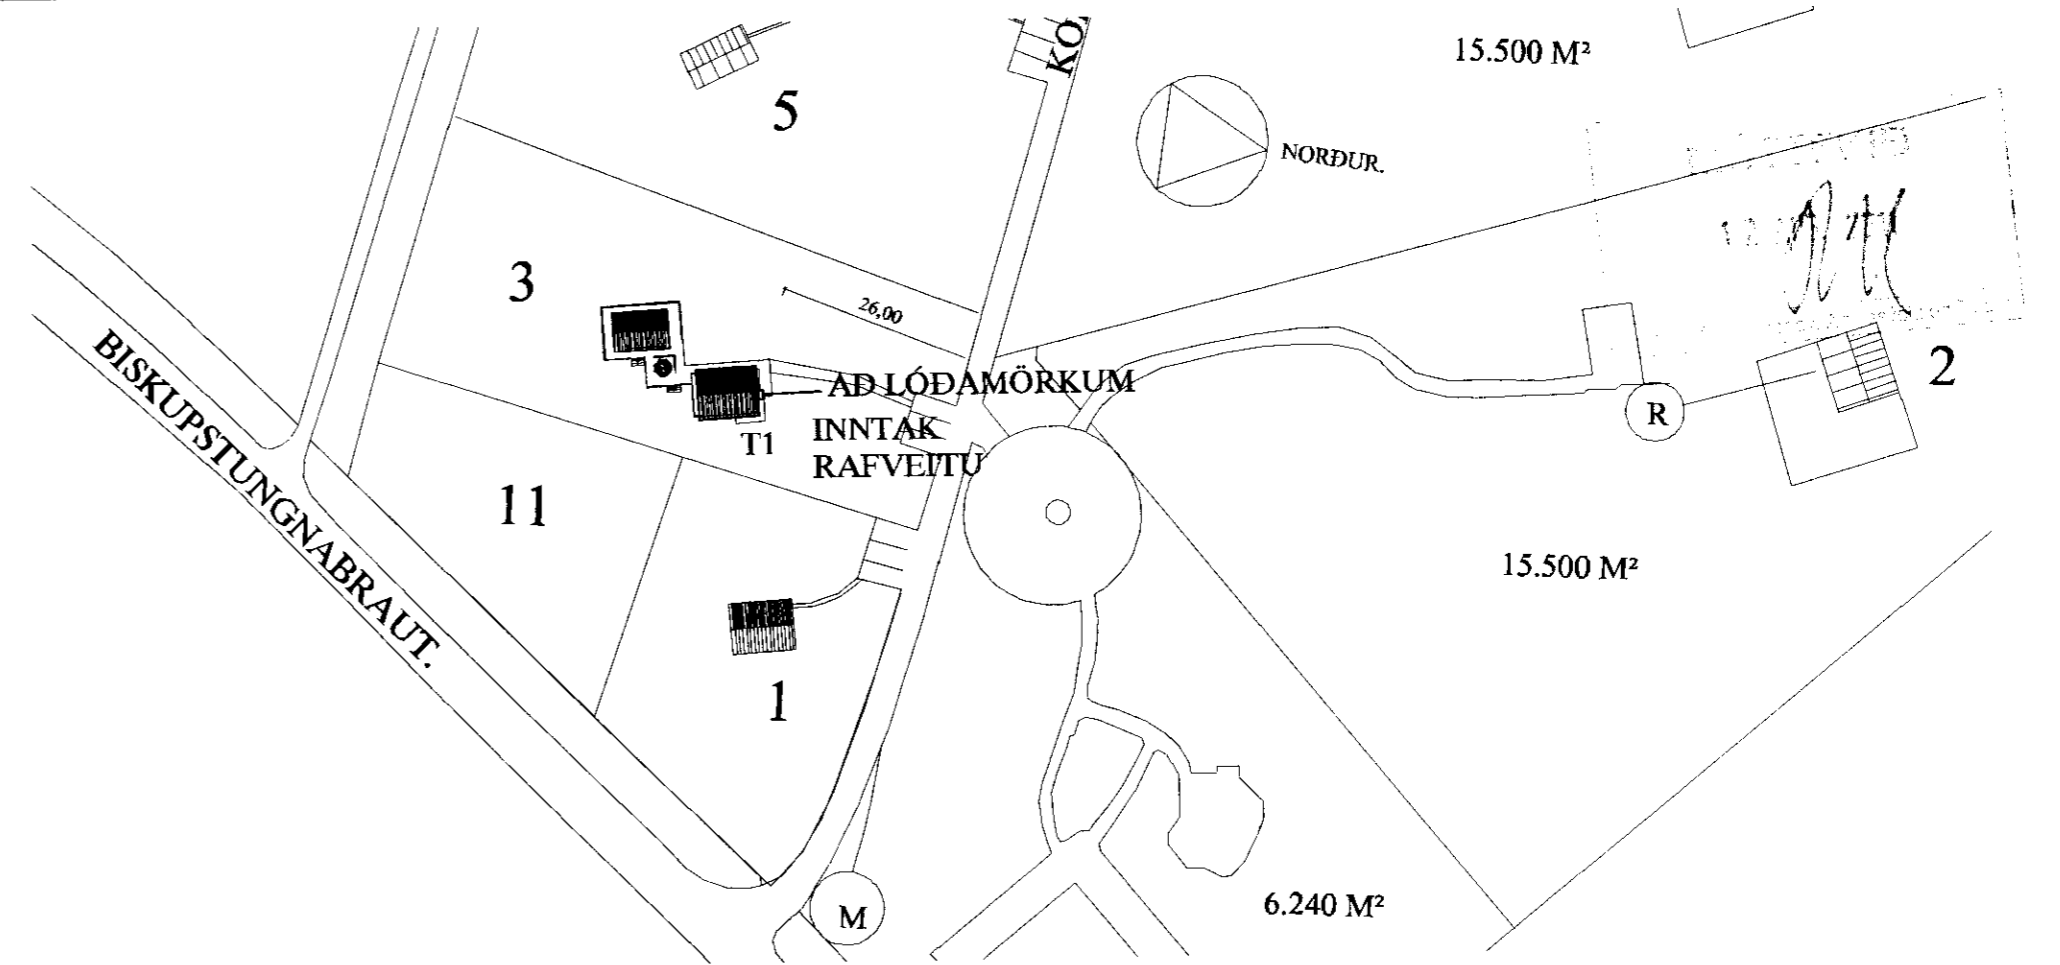 KO
15.500 M²
5
NORÐUR.
3
26,00
2
BISKUPSTUNGNABRAUT.
AÐ LÓÐAMÖRKUM
R
T1
INNTAK
RAFVEITU
11
15.500 M²
1
M
6.240 M²